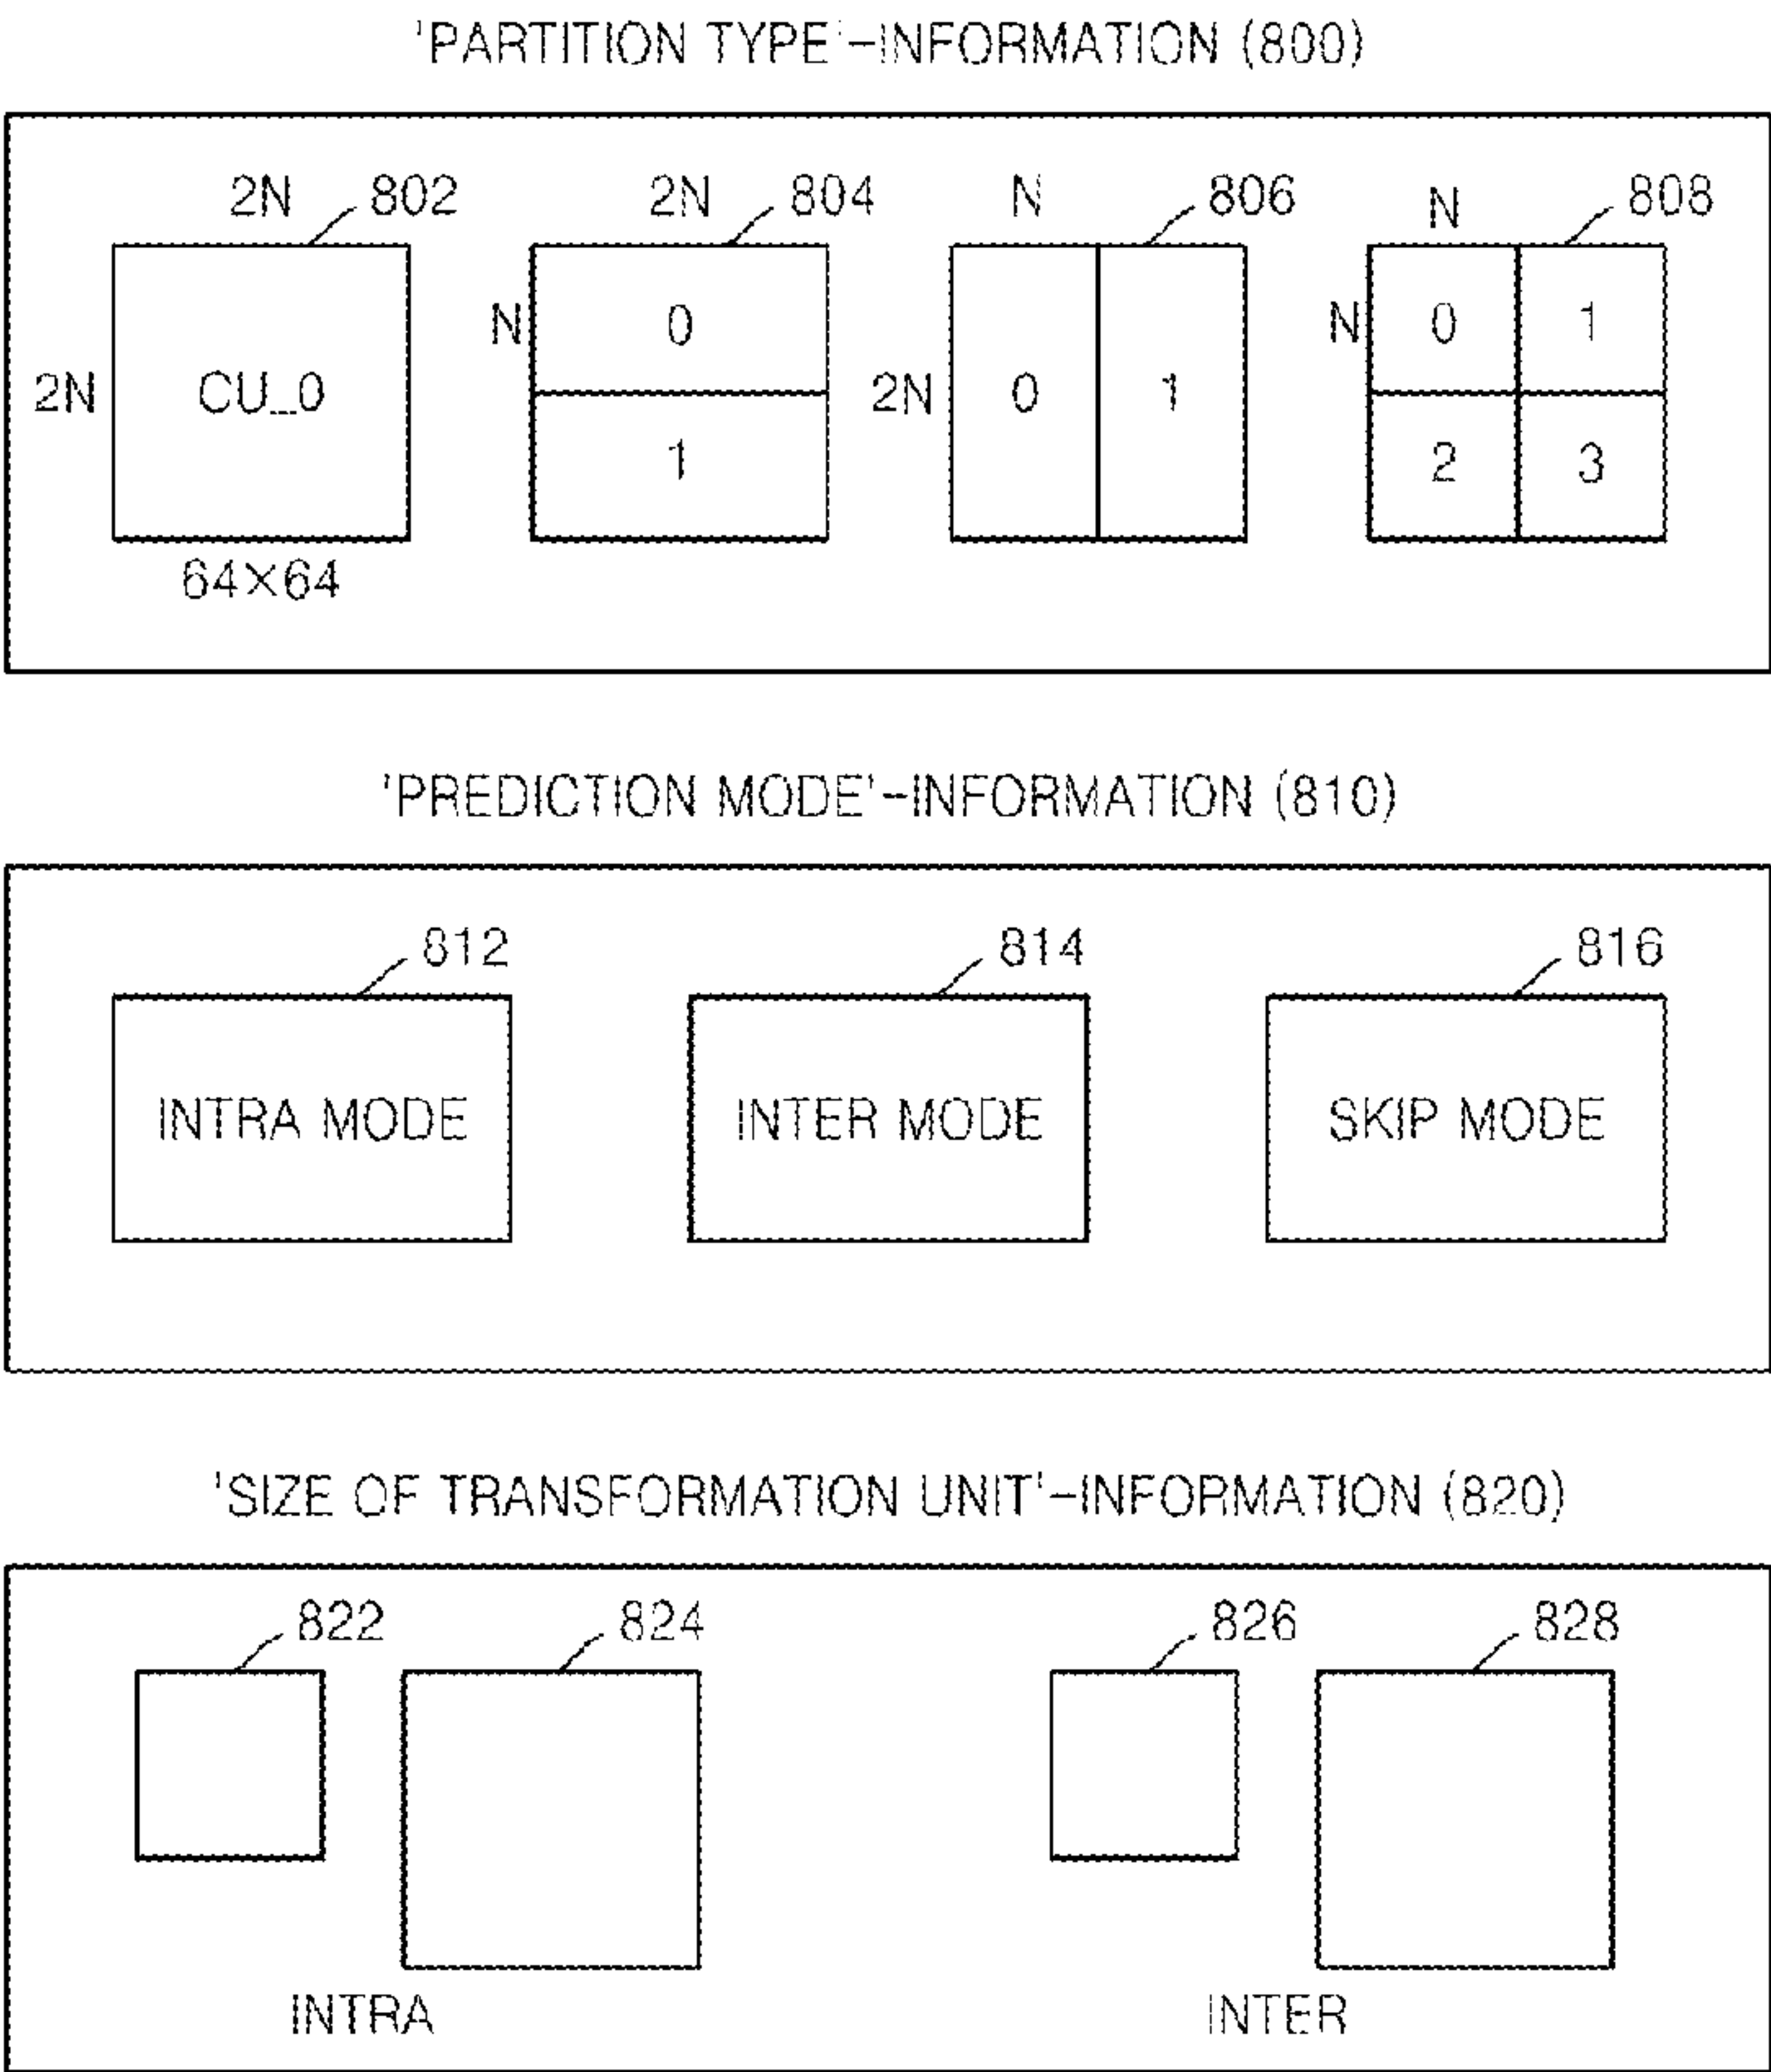 'PARTITION TYPE'-INFORMATION (800)
2N 802 2N 804 N 806 N 808
N 0 N 0 1
2N CU_0 2N 0 1
1 2 3
64×64
'PREDICTION MODE'-INFORMATION (810)
812 814 816
INTRA MODE INTER MODE SKIP MODE
'SIZE OF TRANSFORMATION UNIT'-INFORMATION (820)
822 824 826 828
INTRA INTER